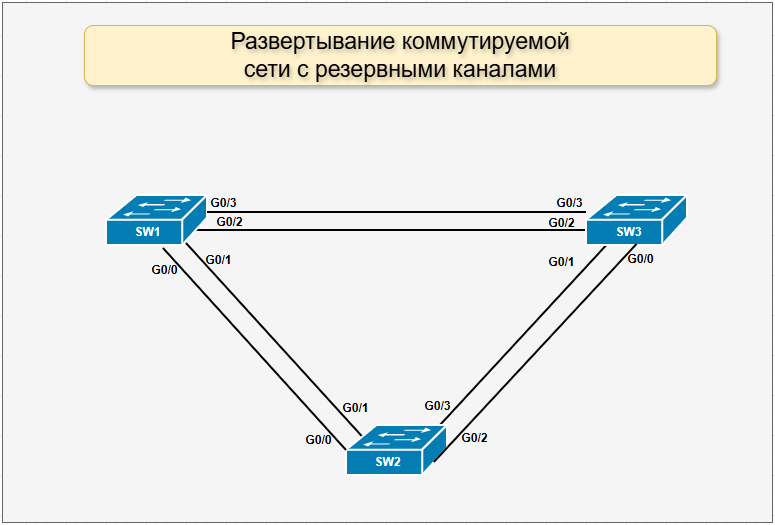 Развертывание коммутируемой
сети с резервными каналами
G0/3
G0/3
G0/2
G0/2
SW1
SW3
G0/1
G0/1
G0/0
G0/0
G0/1
G0/3
G0/0
G0/2
SW2